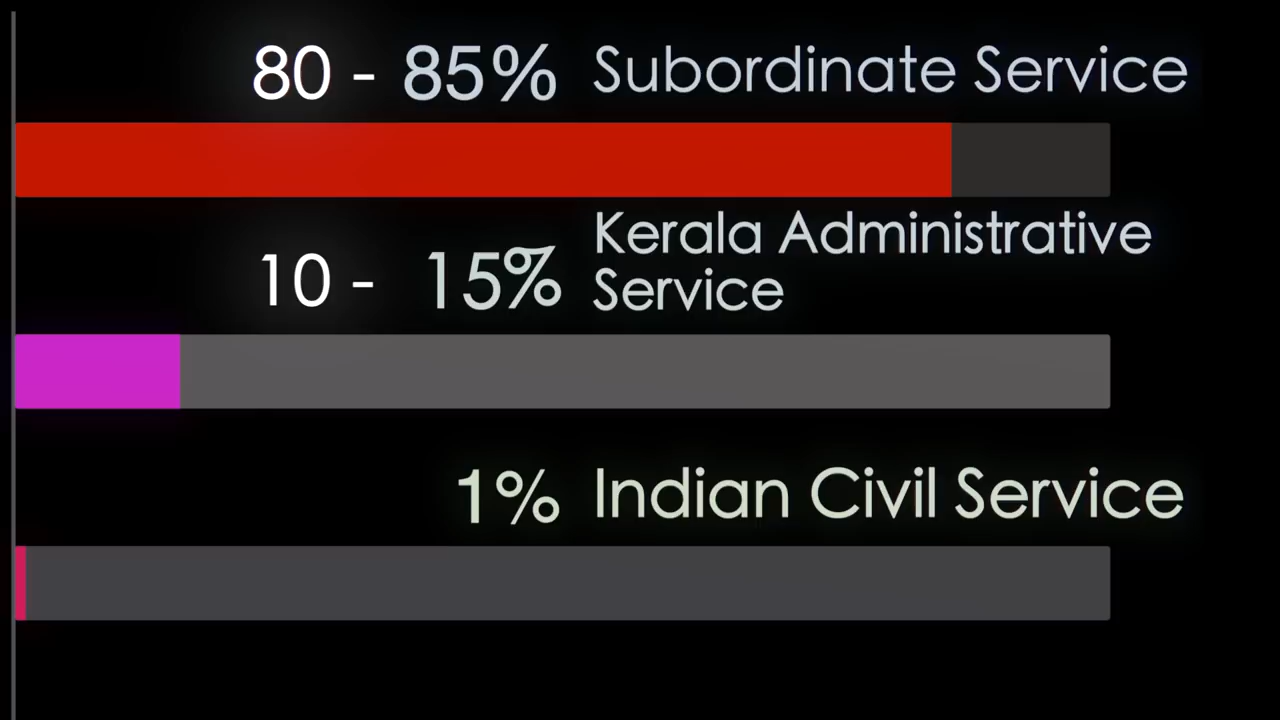 80 - 85% Subordinate Service
10 - 15% Kerala Administrative
Service
1% Indian Civil Service